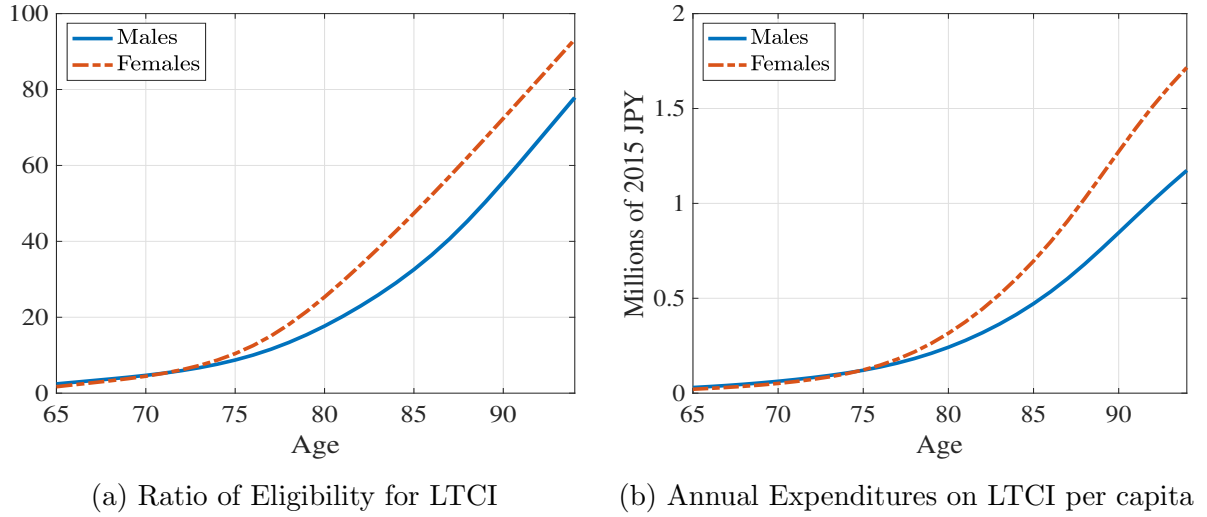 100
80
60
40
20
0
Males
Females
65
70
75
80
85
90
Age
(a) Ratio of Eligibility for LTCI
Millions of 2015 JPY
2
1.5
1
0.5
0
Males
Females
65
70
75
80
85
90
Age
(b) Annual Expenditures on LTCI per capita